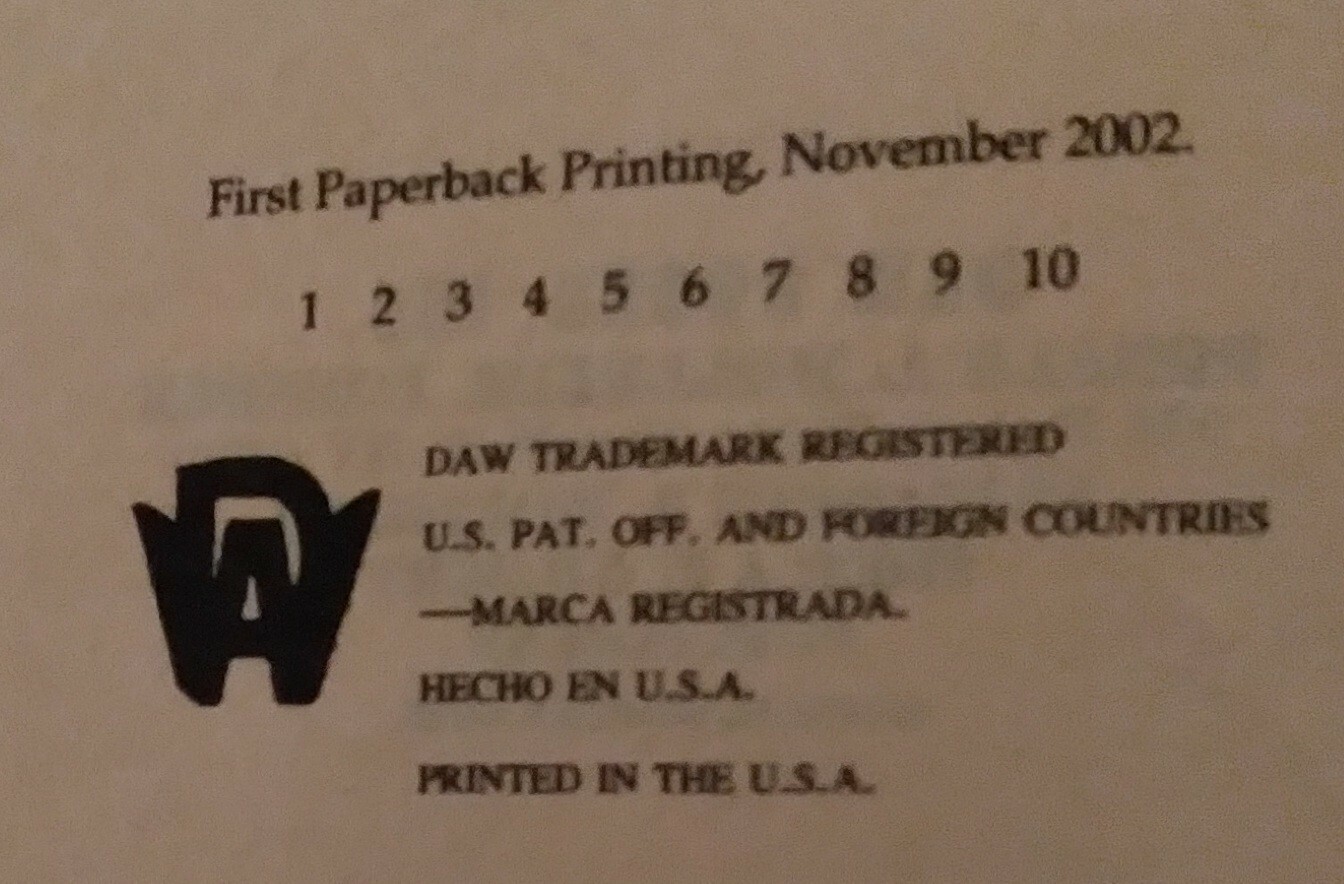 First Paperback Printing, November 2002.
1 2 3 4 5 6 7 8 9 10
DAW
DAW TRADEMARK REGISTERED
U.S. PAT. OFF. AND FOREIGN COUNTRIES
—MARCA REGISTRADA.
HECHO EN U.S.A.
PRINTED IN THE U.S.A.